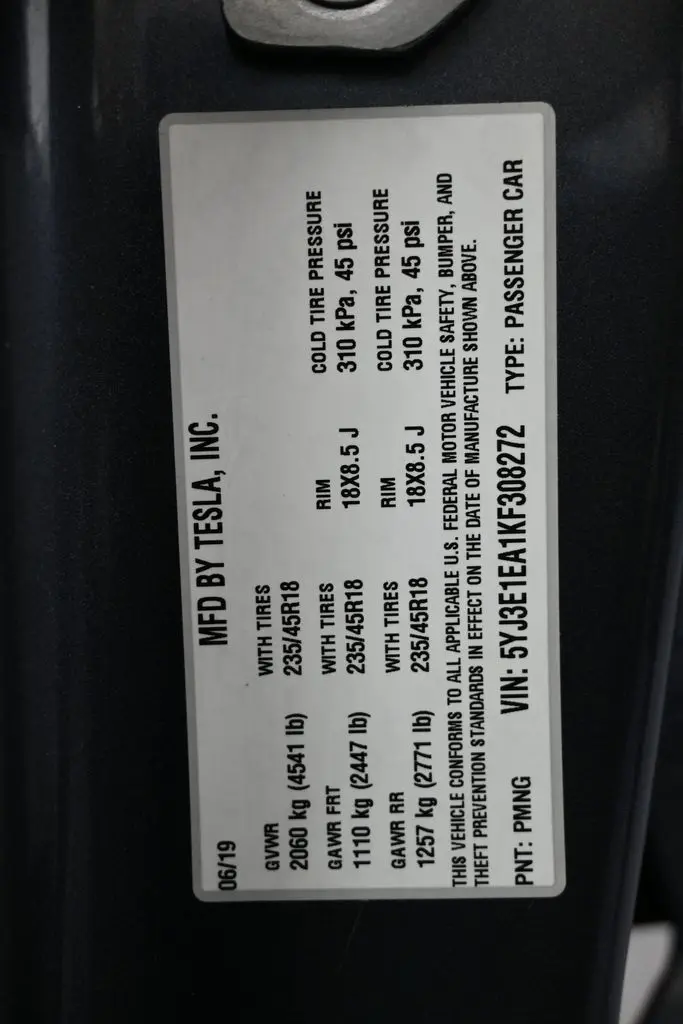 MFD BY TESLA, INC.
06/19
GVWR WITH TIRES
2060 kg (4541 lb) 235/45R18
GAWR FRT WITH TIRES RIM COLD TIRE PRESSURE
1110 kg (2447 lb) 235/45R18 18X8.5 J 310 kPa, 45 psi
GAWR RR WITH TIRES RIM COLD TIRE PRESSURE
1257 kg (2771 lb) 235/45R18 18X8.5 J 310 kPa, 45 psi
THIS VEHICLE CONFORMS TO ALL APPLICABLE U.S. FEDERAL MOTOR VEHICLE SAFETY, BUMPER, AND
THEFT PREVENTION STANDARDS IN EFFECT ON THE DATE OF MANUFACTURE SHOWN ABOVE.
PNT: PMNG VIN: 5YJ3E1EA1KF308272 TYPE: PASSENGER CAR